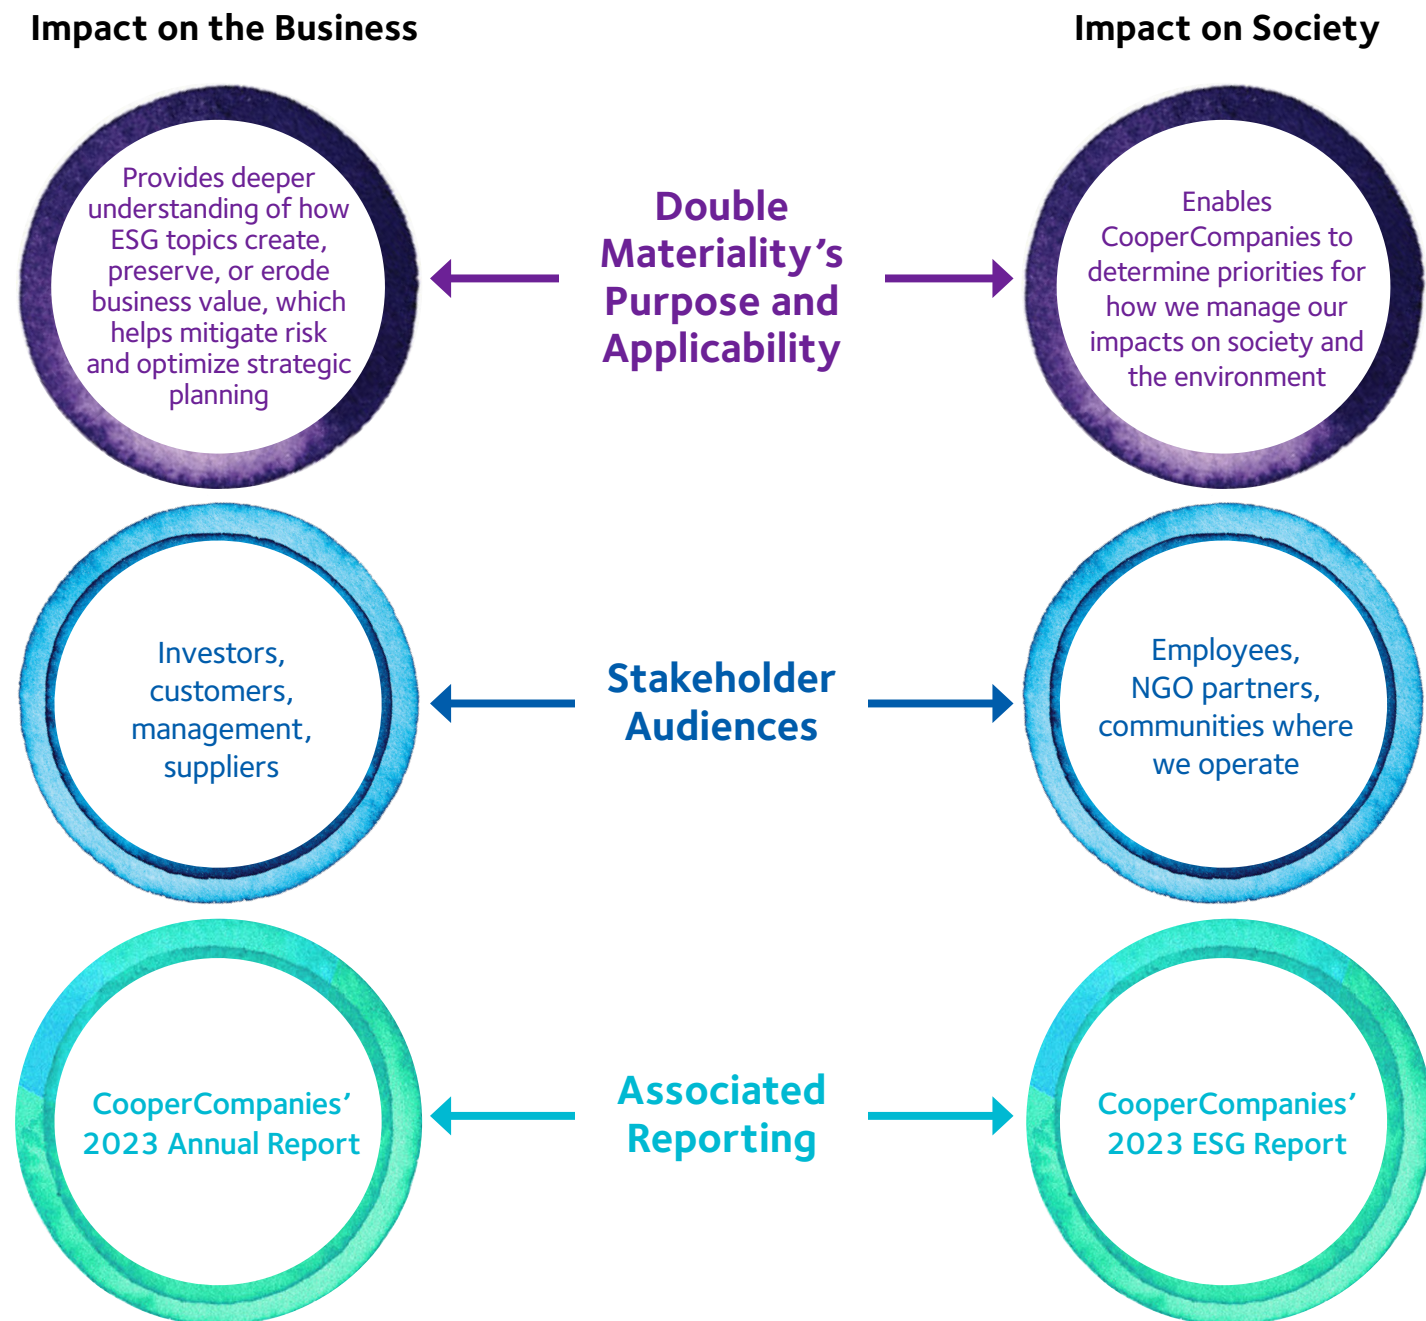 Impact on the Business
Impact on Society
Provides deeper
understanding of how
ESG topics create,
preserve, or erode
business value, which
helps mitigate risk
and optimize strategic
planning
Double
Materiality’s
Purpose and
Applicability
Enables
CooperCompanies to
determine priorities for
how we manage our
impacts on society and
the environment
Investors,
customers,
management,
suppliers
Stakeholder
Audiences
Employees,
NGO partners,
communities where
we operate
CooperCompanies’
2023 Annual Report
Associated
Reporting
CooperCompanies’
2023 ESG Report